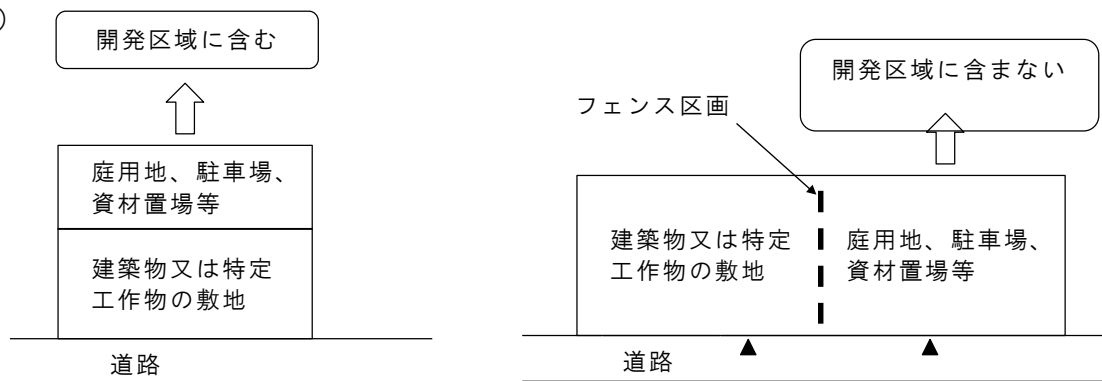 ）
開発区域に含む
庭用地、駐車場、
資材置場等
建築物又は特定
工作物の敷地
道路
開発区域に含まない
フェンス区画
建築物又は特定
工作物の敷地
庭用地、駐車場、
資材置場等
道路